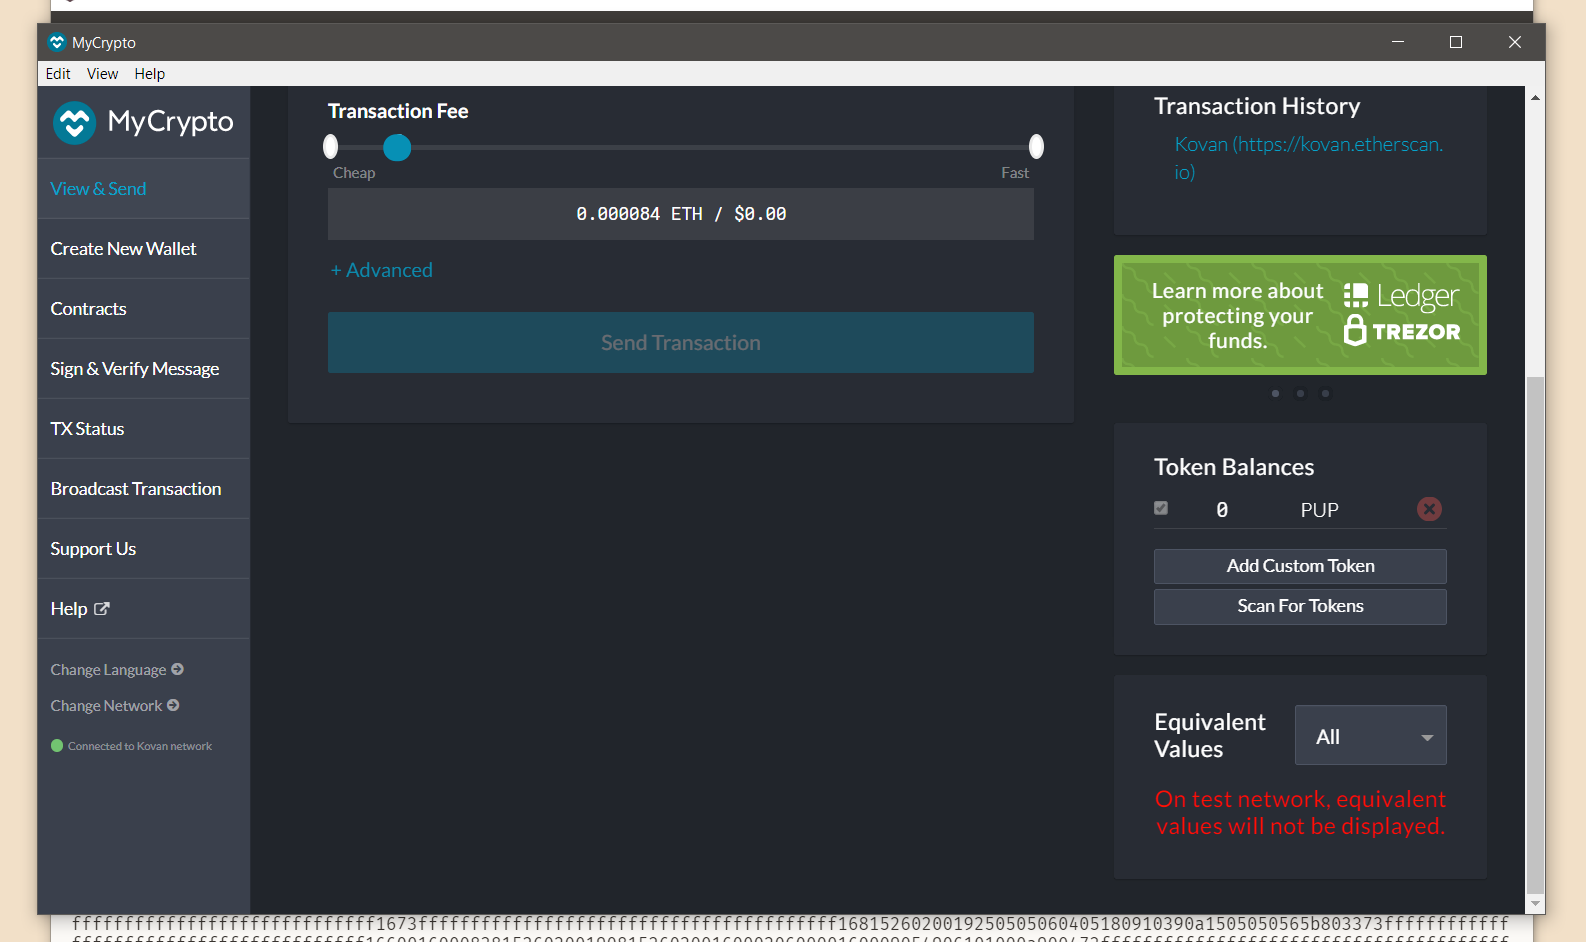 MyCrypto
Edit View Help
MyCrypto
View & Send
Create New Wallet
Contracts
Sign & Verify Message
TX Status
Broadcast Transaction
Support Us
Help
Change Language
Change Network
Connected to Kovan network
Transaction Fee
Cheap Fast
0.000084 ETH / $0.00
+ Advanced
Send Transaction
Transaction History
Kovan (https://kovan.etherscan.
io)
Learn more about
protecting your
funds.
Ledger
TREZOR
Token Balances
0 PUP
Add Custom Token
Scan For Tokens
Equivalent
Values
All
On test network, equivalent
values will not be displayed.